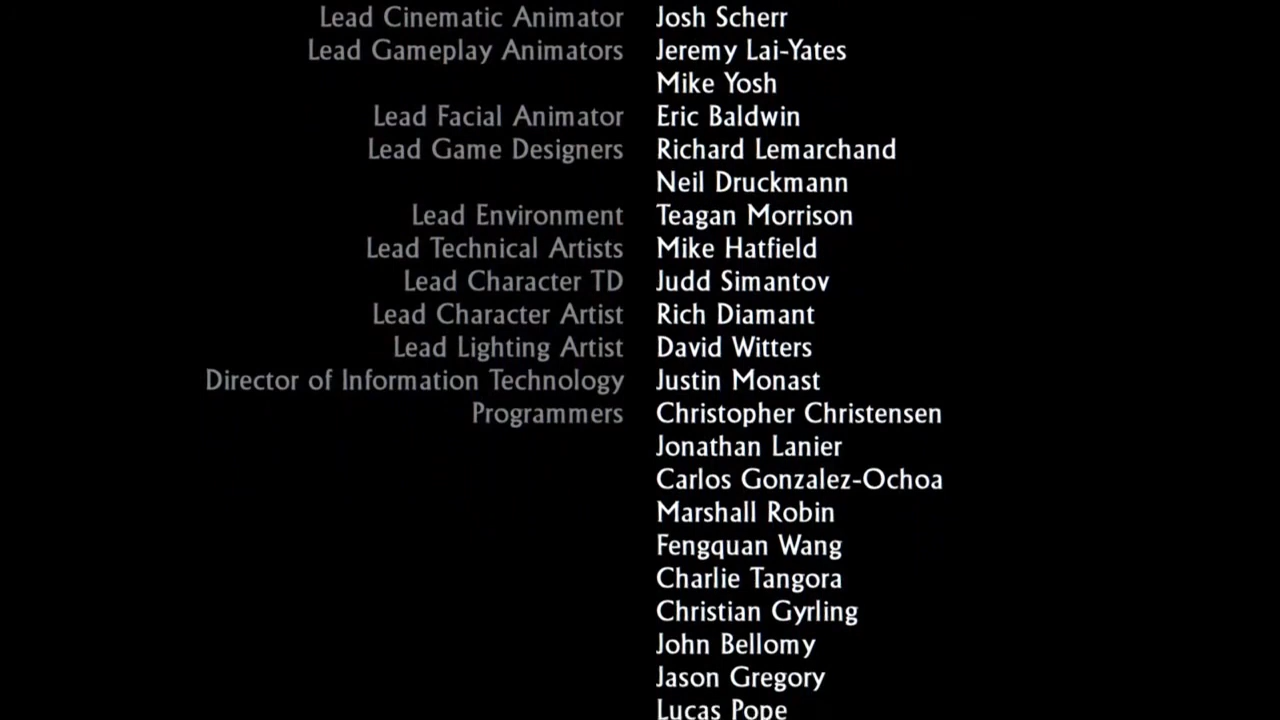 Lead Cinematic Animator Josh Scherr
Lead Gameplay Animators Jeremy Lai-Yates
Mike Yosh
Lead Facial Animator Eric Baldwin
Lead Game Designers Richard Lemarchand
Neil Druckmann
Lead Environment Teagan Morrison
Lead Technical Artists Mike Hatfield
Lead Character TD Judd Simantov
Lead Character Artist Rich Diamant
Lead Lighting Artist David Witters
Director of Information Technology Justin Monast
Programmers Christopher Christensen
Jonathan Lanier
Carlos Gonzalez-Ochoa
Marshall Robin
Fengquan Wang
Charlie Tangora
Christian Gyrling
John Bellomy
Jason Gregory
Lucas Pope